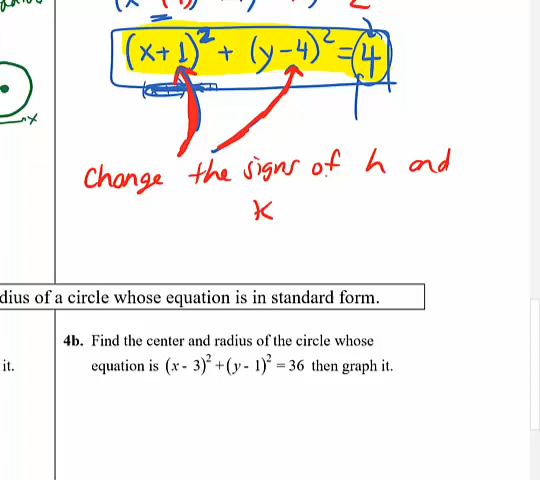 (x+1)² + (y-4)² = 4
change the signs of h and
k
x
dius of a circle whose equation is in standard form.
4b. Find the center and radius of the circle whose
it. equation is (x - 3)² + (y - 1)² = 36 then graph it.